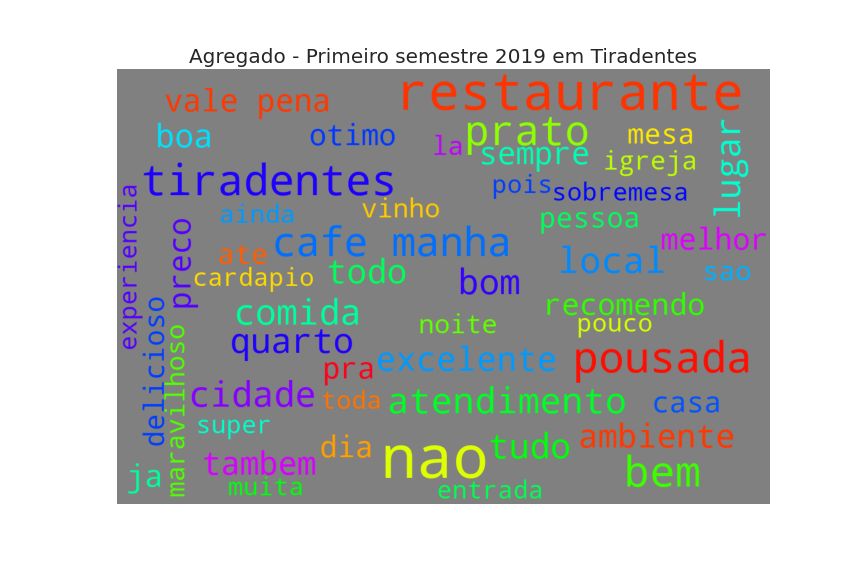 Agregado - Primeiro semestre 2019 em Tiradentes
restaurante
vale pena
prato
boa
otimo
la
mesa
sempre
igreja
lugar
tiradentes
pois
sobremesa
experiencia
ainda
vinho
pessoa
preco
ate
cafe manha
melhor
cardapio
todo
bom
local
sao
delicioso
comida
recomendo
noite
pouco
quarto
maravilhoso
pra
excelente
pousada
cidade
toda
atendimento
casa
super
dia
nao
tudo
ambiente
ja
tambem
muita
bem
entrada